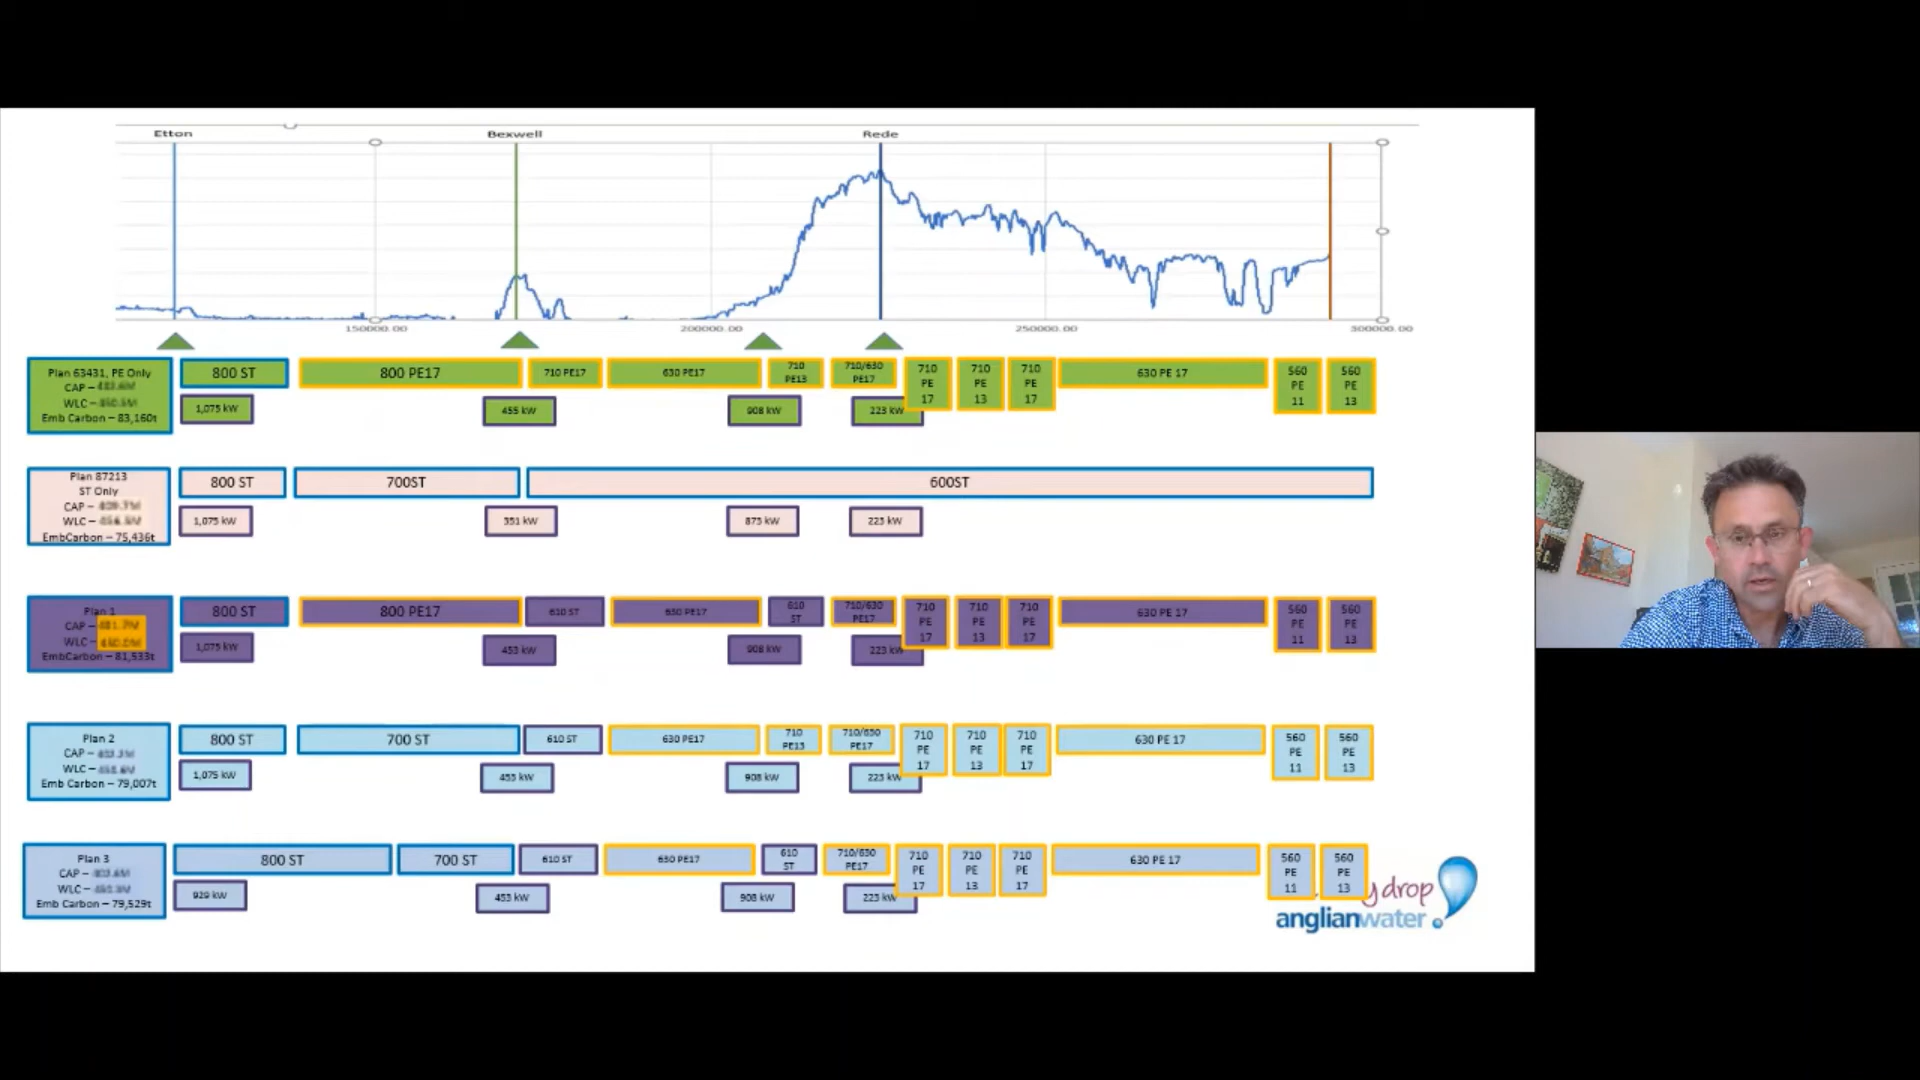 Etton Bexwell Rede
150000.00 200000.00 250000.00 300000.00
Plan 63431, PE Only
CAP –
WLC –
Emb Carbon – 83,160t
800 ST
800 PE17
710 PE17
630 PE17
710
PE13
710/630
PE17
710
PE
17
710
PE
13
710
PE
17
630 PE 17
560
PE
11
560
PE
13
1,075 kW
455 kW
908 kW
223 kW
Plan 87213
ST Only
CAP –
WLC –
EmbCarbon – 75,436t
800 ST
700ST
600ST
1,075 kW
351 kW
875 kW
223 kW
Plan 1
CAP –
WLC –
EmbCarbon – 81,533t
800 ST
800 PE17
610 ST
630 PE17
610
ST
710/630
PE17
710
PE
17
710
PE
13
710
PE
17
630 PE 17
560
PE
11
560
PE
13
1,075 kW
453 kW
908 kW
223 kW
Plan 2
CAP –
WLC –
Emb Carbon – 79,007t
800 ST
700 ST
610 ST
630 PE17
710
PE13
710/630
PE17
710
PE
17
710
PE
13
710
PE
17
630 PE 17
560
PE
11
560
PE
13
1,075 kW
453 kW
908 kW
223 kW
Plan 3
CAP –
WLC –
Emb Carbon – 79,529t
800 ST
700 ST
610 ST
630 PE17
610
ST
710/630
PE17
710
PE
17
710
PE
13
710
PE
17
630 PE 17
560
PE
11
560
PE
13
929 kW
453 kW
908 kW
223 kW
y drop
anglianwater